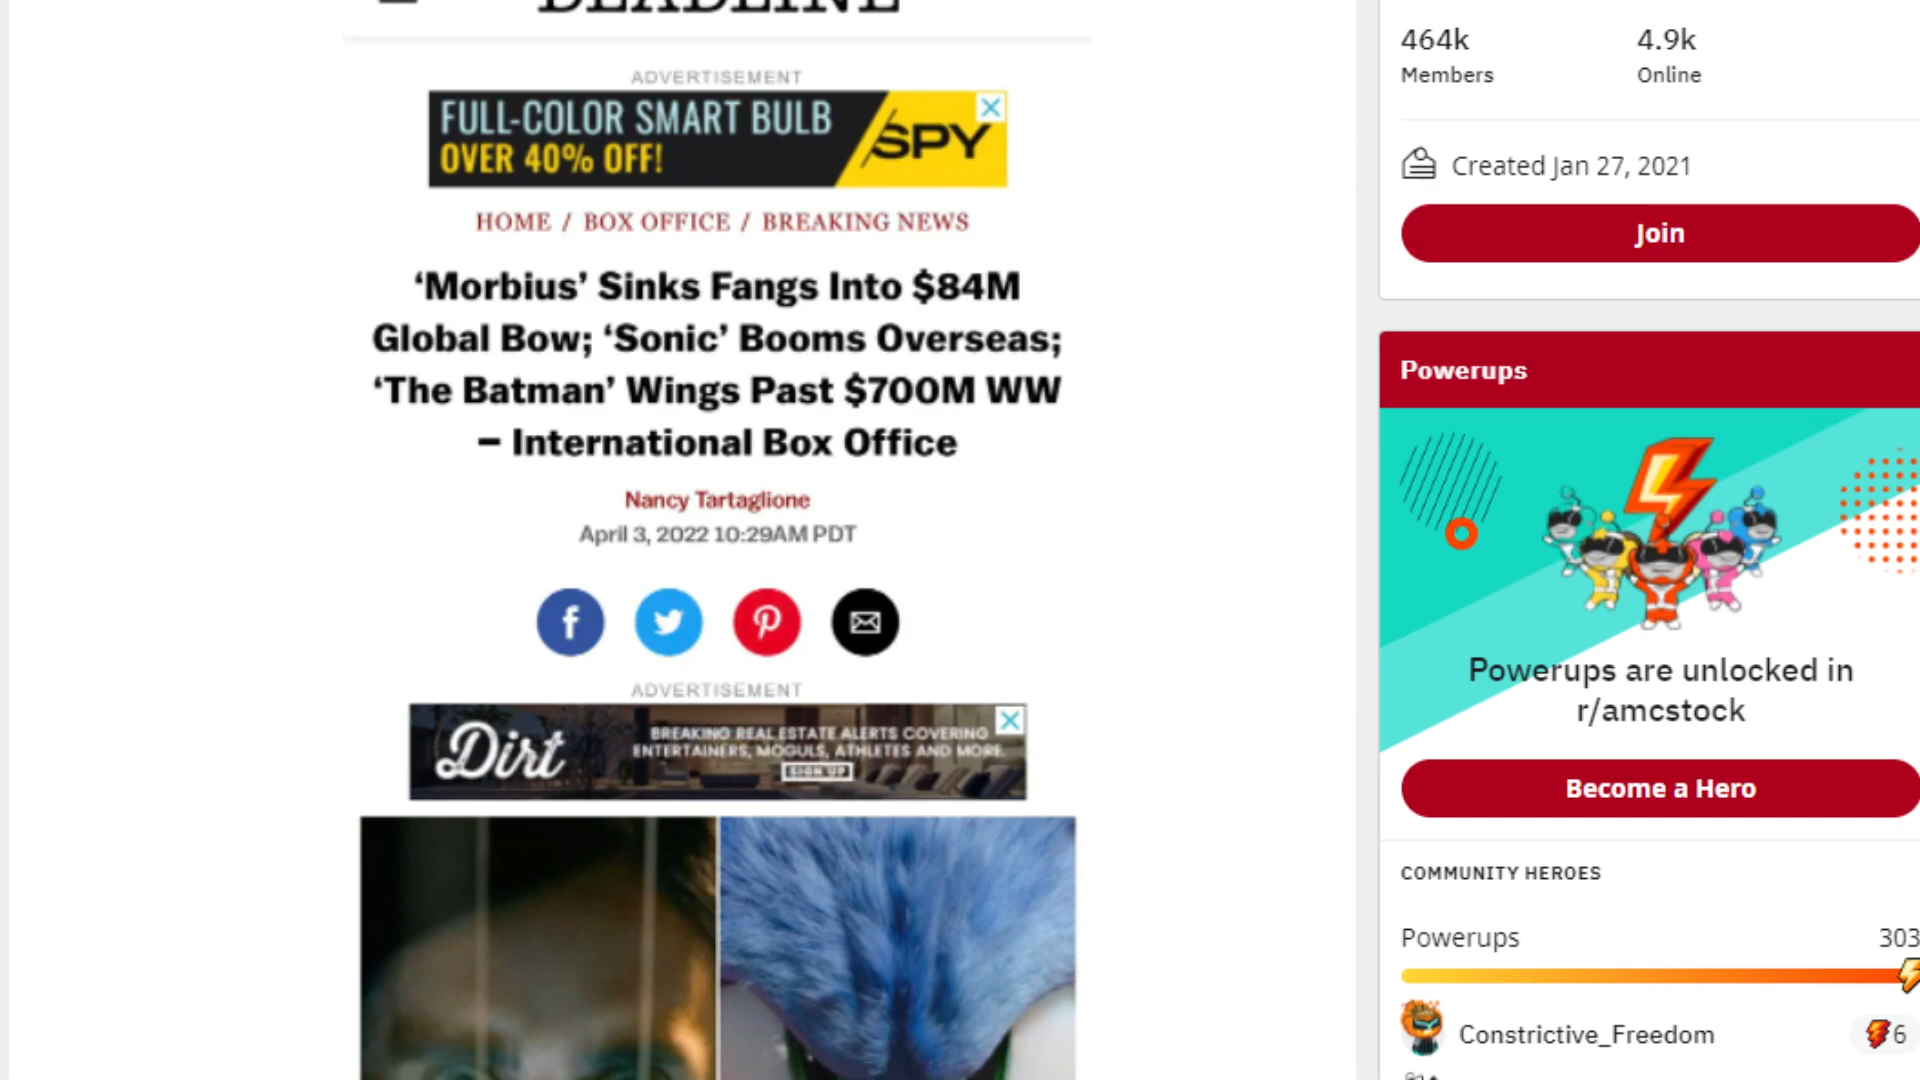 DEADLINE
ADVERTISEMENT
FULL-COLOR SMART BULB
OVER 40% OFF!
SPY
HOME / BOX OFFICE / BREAKING NEWS
‘Morbius’ Sinks Fangs Into $84M
Global Bow; ‘Sonic’ Booms Overseas;
‘The Batman’ Wings Past $700M WW
– International Box Office
Nancy Tartaglione
April 3, 2022 10:29AM PDT
ADVERTISEMENT
Dirt
BREAKING REAL ESTATE ALERTS COVERING
ENTERTAINERS, MOGULS, ATHLETES AND MORE.
SIGN UP
464k
Members
4.9k
Online
Created Jan 27, 2021
Join
Powerups
Powerups are unlocked in
r/amcstock
Become a Hero
COMMUNITY HEROES
Powerups 303
Constrictive_Freedom 6